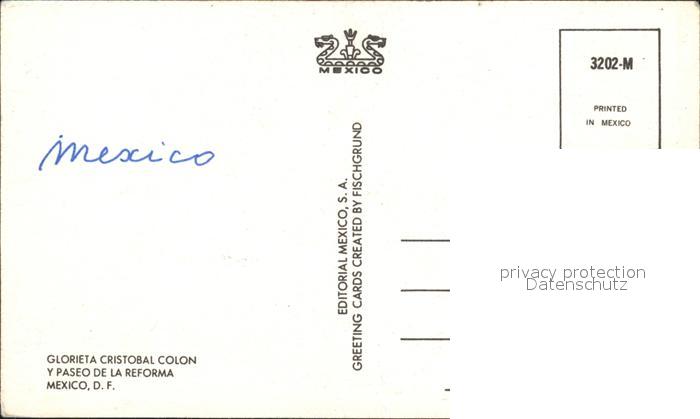 MEXICO
3202-M
PRINTED
IN MEXICO
Mexico
EDITORIAL MEXICO, S. A.
GREETING CARDS CREATED BY FISCHGRUND
privacy protection
Datenschutz
GLORIETA CRISTOBAL COLON
Y PASEO DE LA REFORMA
MEXICO, D. F.